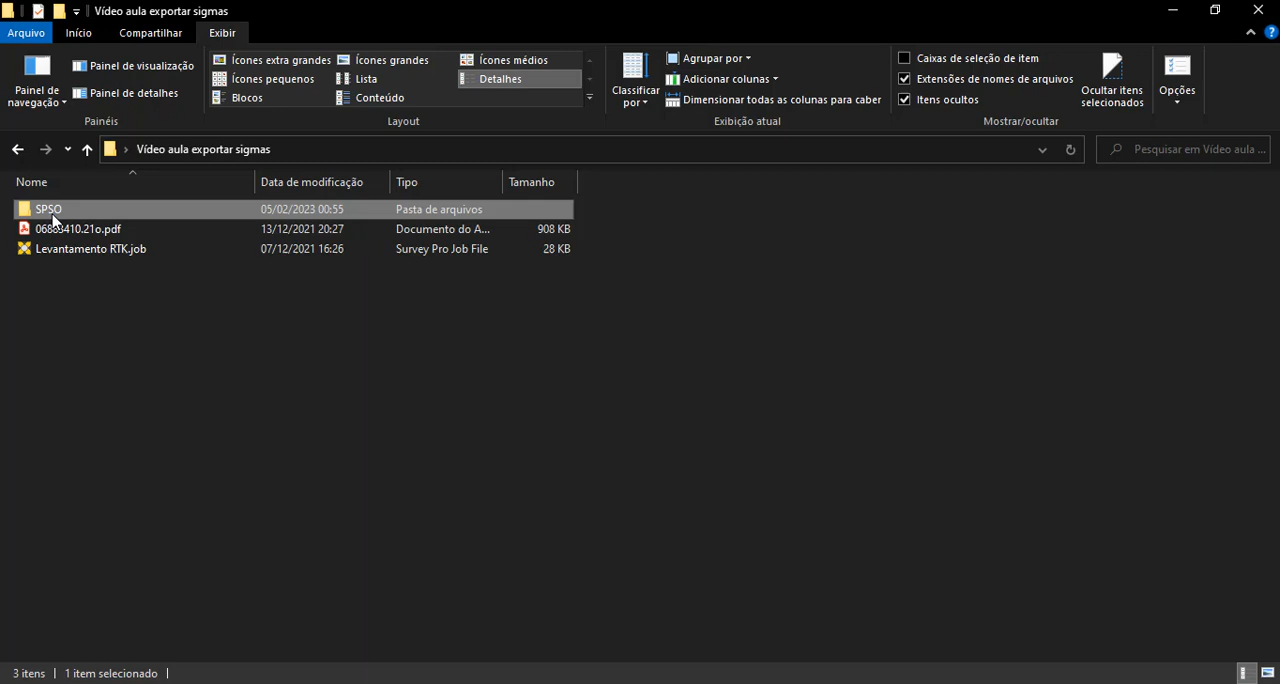 Vídeo aula exportar sigmas
Arquivo Início Compartilhar Exibir
Painel de navegação
Painel de visualização
Painel de detalhes
Painéis
Ícones extra grandes Ícones grandes Ícones médios
Ícones pequenos Lista Detalhes
Blocos Conteúdo
Layout
Classificar por
Agrupar por
Adicionar colunas
Dimensionar todas as colunas para caber
Exibição atual
Caixas de seleção de item
Extensões de nomes de arquivos
Itens ocultos
Ocultar itens selecionados
Mostrar/ocultar
Opções
Vídeo aula exportar sigmas
Pesquisar em Vídeo aula ...
Nome Data de modificação Tipo Tamanho
SPSO 05/02/2023 00:55 Pasta de arquivos
13/12/2021 20:27 Documento do A... 908 KB
Levantamento RTK.job 07/12/2021 16:26 Survey Pro Job File 28 KB
3 itens 1 item selecionado